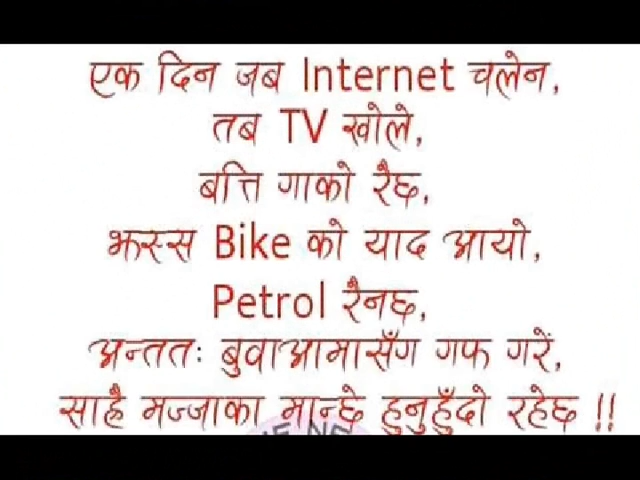 एक दिन जब Internet चलेन,
तब TV खोले,
बत्ति गाको रैछ,
झस्स Bike को याद आयो,
Petrol रैनछ,
अन्ततः बुवाआमासँग गफ गरें,
साह्रै मज्जाका मान्छे हुनुहुँदो रहेछ !!